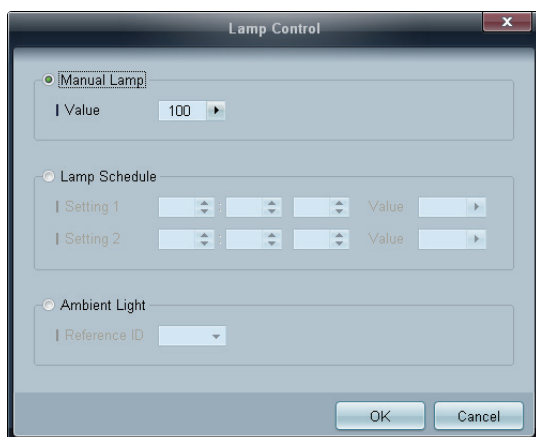 Lamp Control
Manual Lamp
Value 100
Lamp Schedule
Setting 1 : Value
Setting 2 : Value
Ambient Light
Reference ID
OK Cancel